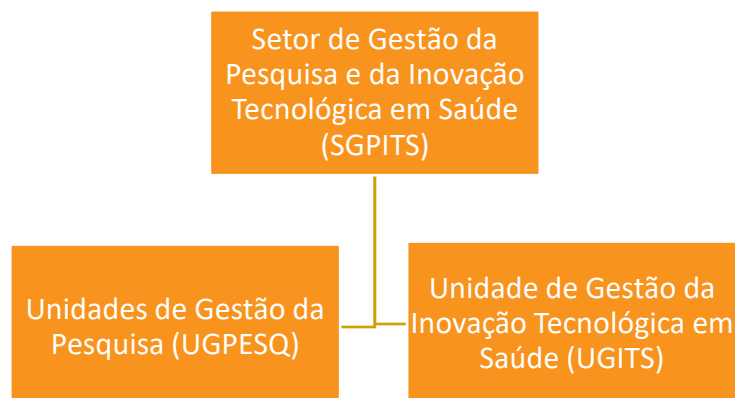 Setor de Gestão da
Pesquisa e da Inovação
Tecnológica em Saúde
(SGPITS)
Unidades de Gestão da
Pesquisa (UGPESQ)
Unidade de Gestão da
Inovação Tecnológica em
Saúde (UGITS)